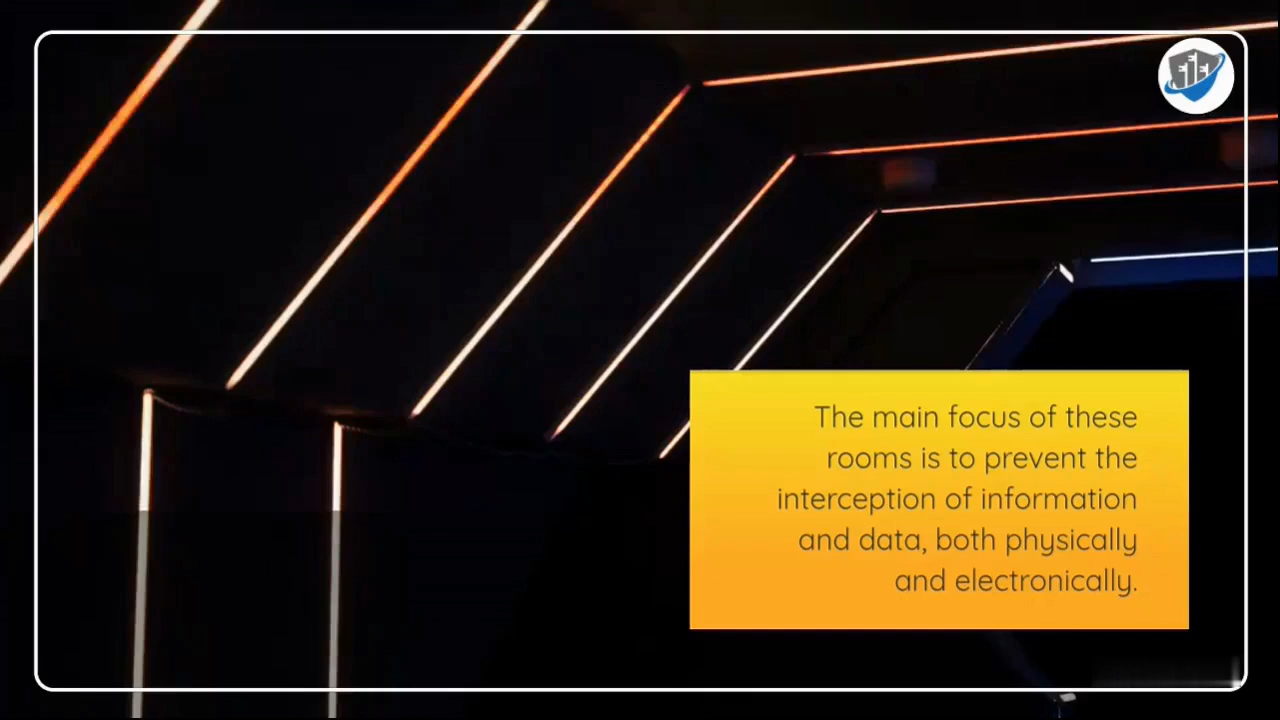 The main focus of these
rooms is to prevent the
interception of information
and data, both physically
and electronically.